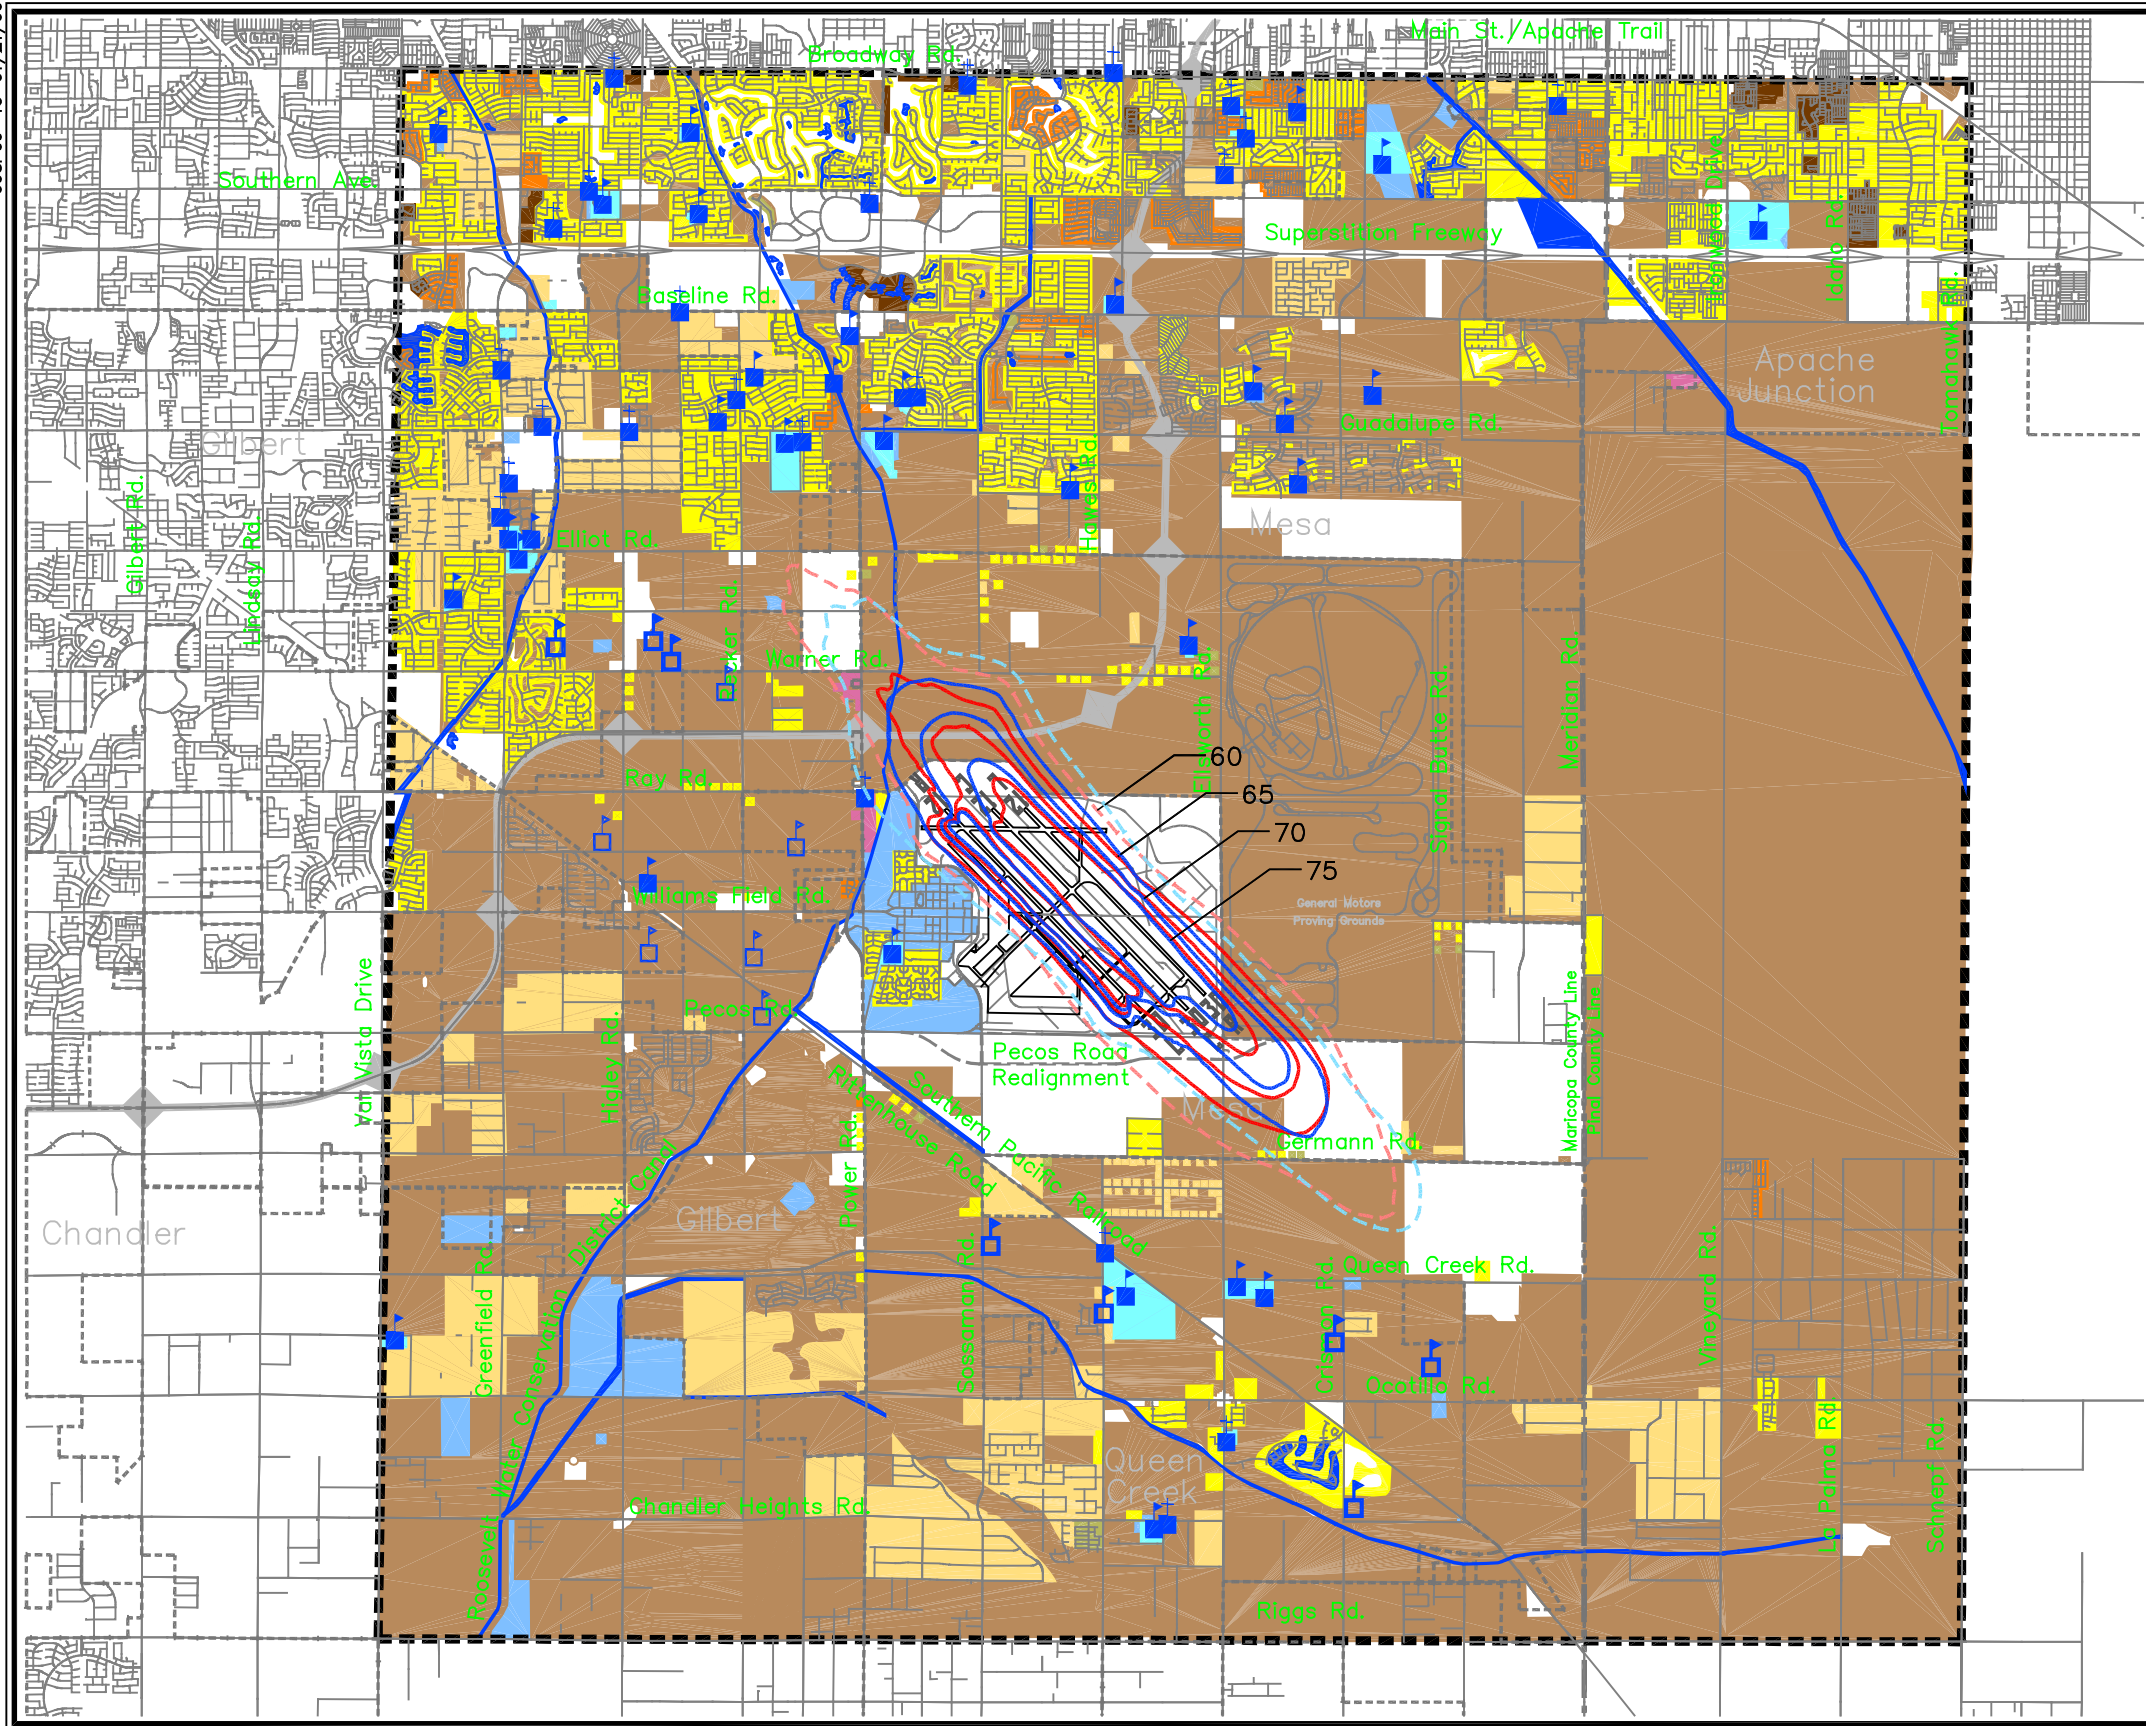 Main St./Apache Trail
Broadway Rd.
Southern Ave.
Superstition Freeway
Ironwood Drive
Idaho Rd.
Baseline Rd.
Tomahawk Rd.
Apache
Junction
Guadalupe Rd.
Gilbert
Hawes Rd.
Mesa
Gilbert Rd.
Lindsay Rd.
Elliot Rd.
Recker Rd.
Warner Rd.
Ellsworth Rd.
Signal Butte Rd.
Meridian Rd.
60
Ray Rd.
65
70
75
Williams Field Rd.
General Motors
Proving Grounds
Val Vista Drive
Pecos Rd.
Higley Rd.
Maricopa County Line
Pinal County Line
Pecos Road
Realignment
Rittenhouse Road
Southern Pacific Railroad
Mesa
Germann Rd.
Power Rd.
Gilbert
Chandler
Roosevelt Water Conservation District Canal
Greenfield Rd.
Sossaman Rd.
Crismon Rd.
Queen Creek Rd.
Vineyard Rd.
Ocotillo Rd.
La Palma Rd.
Schnepf Rd.
Queen
Creek
Chandler Heights Rd.
Riggs Rd.